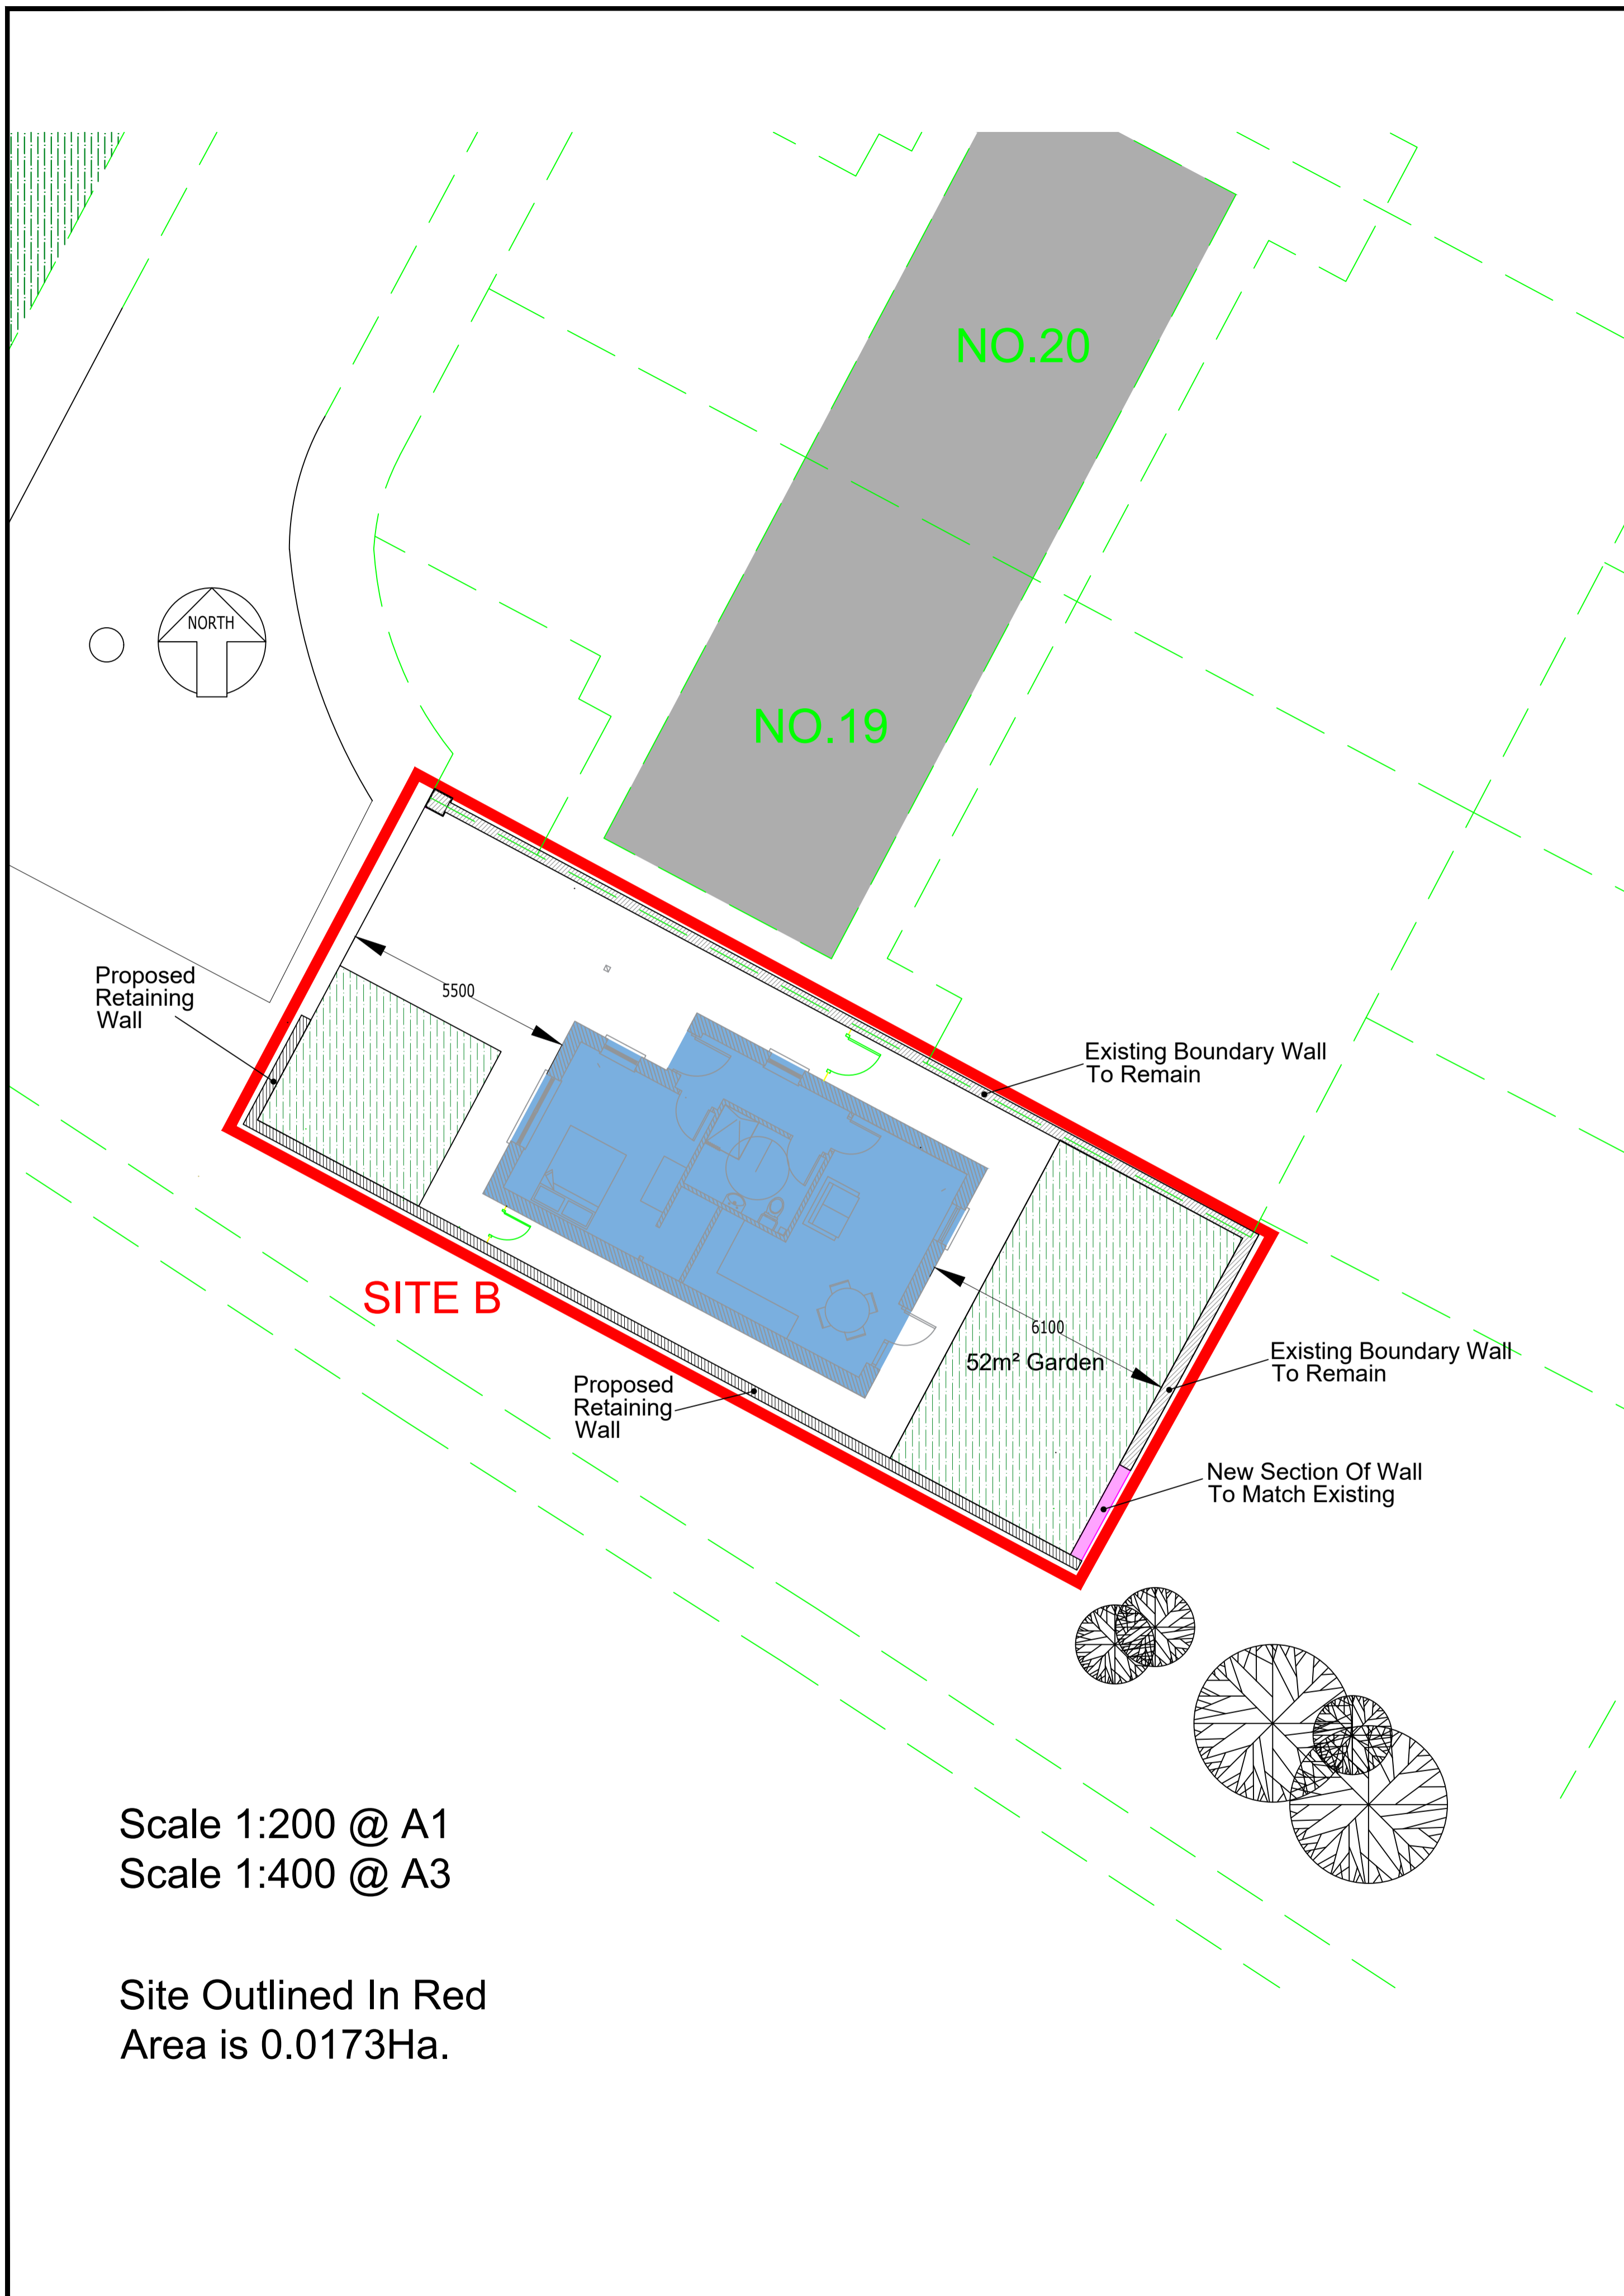 NO.20
NORTH
NO.19
Proposed
Retaining
Wall
5500
Existing Boundary Wall
To Remain
SITE B
6100
52m² Garden
Existing Boundary Wall
To Remain
Proposed
Retaining
Wall
New Section Of Wall
To Match Existing
Scale 1:200 @ A1
Scale 1:400 @ A3
Site Outlined In Red
Area is 0.0173Ha.